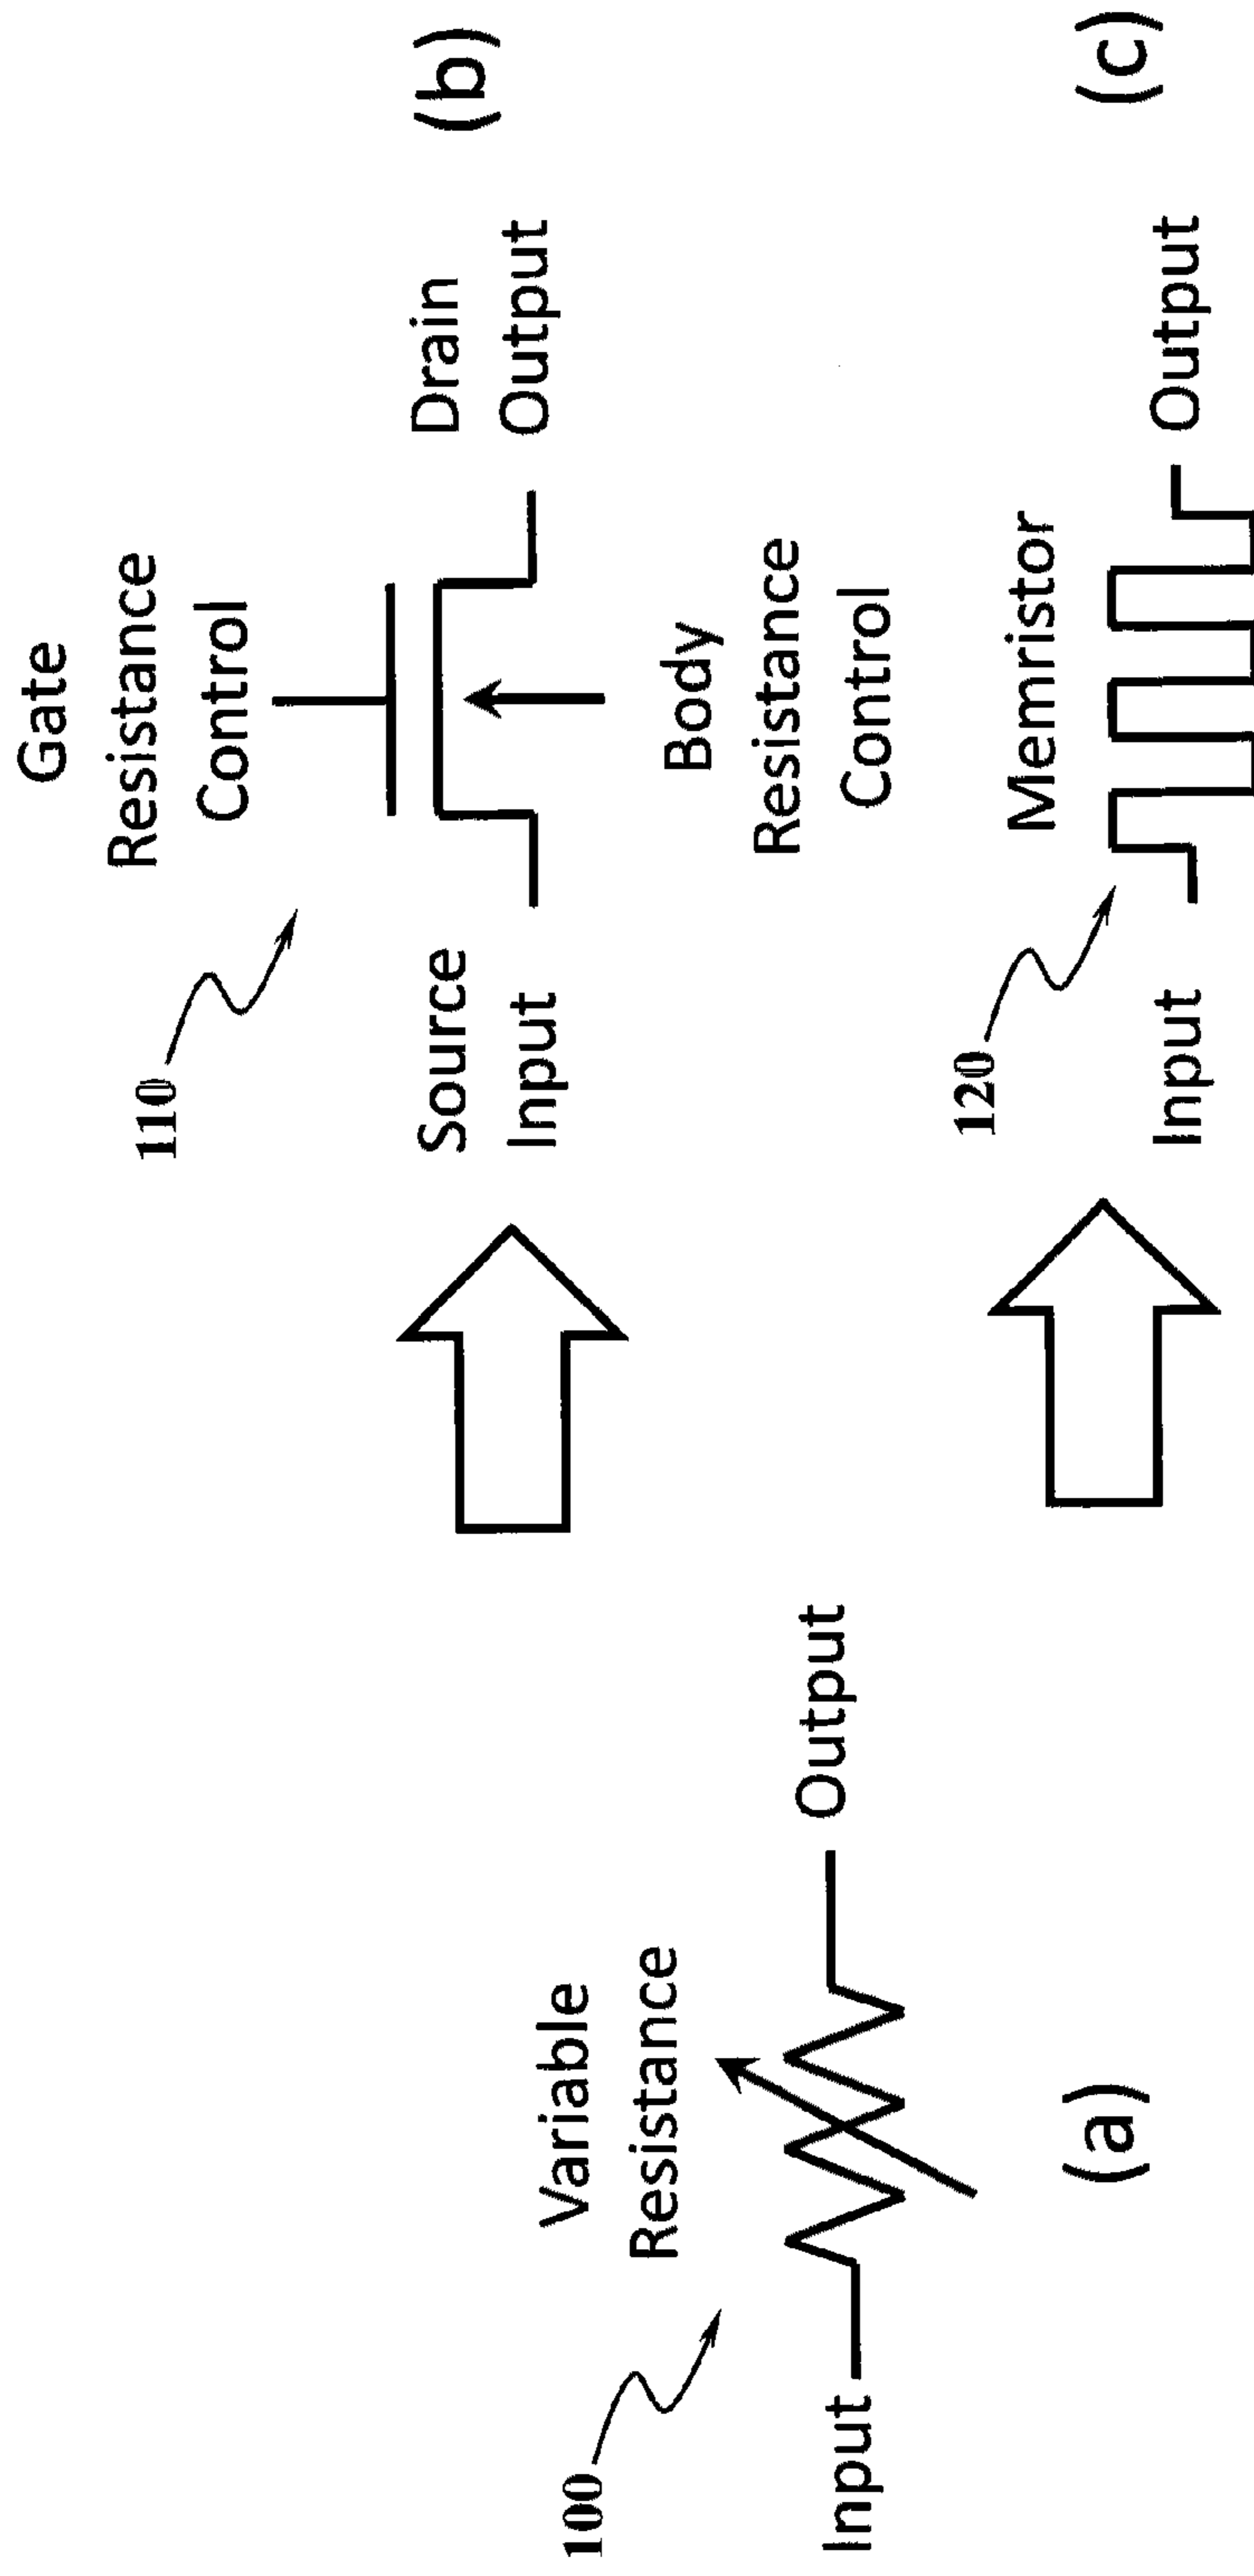 100
Variable
Resistance
Input
Output
(a)
110
Gate
Resistance
Control
Source
Input
Drain
Output
(b)
Body
Resistance
Control
120
Memristor
Input
Output
(c)